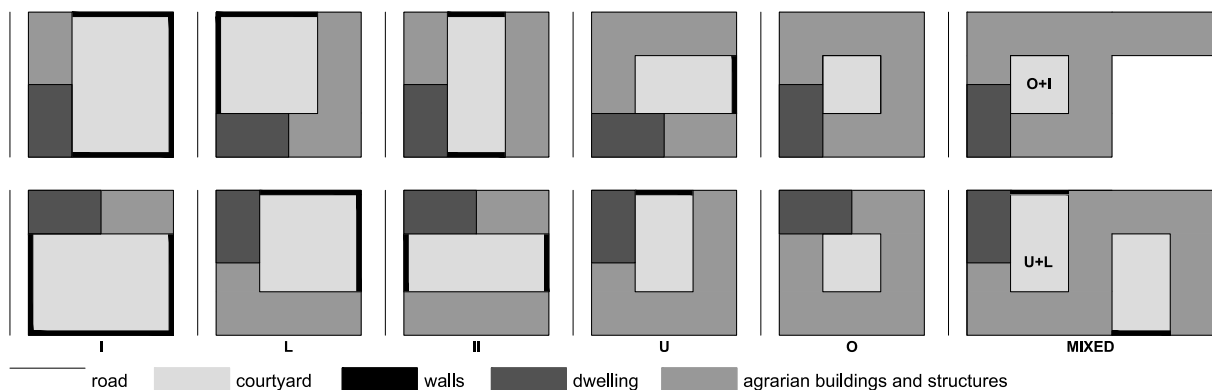 O+I
U+L
I L II U O MIXED
road courtyard walls dwelling agrarian buildings and structures